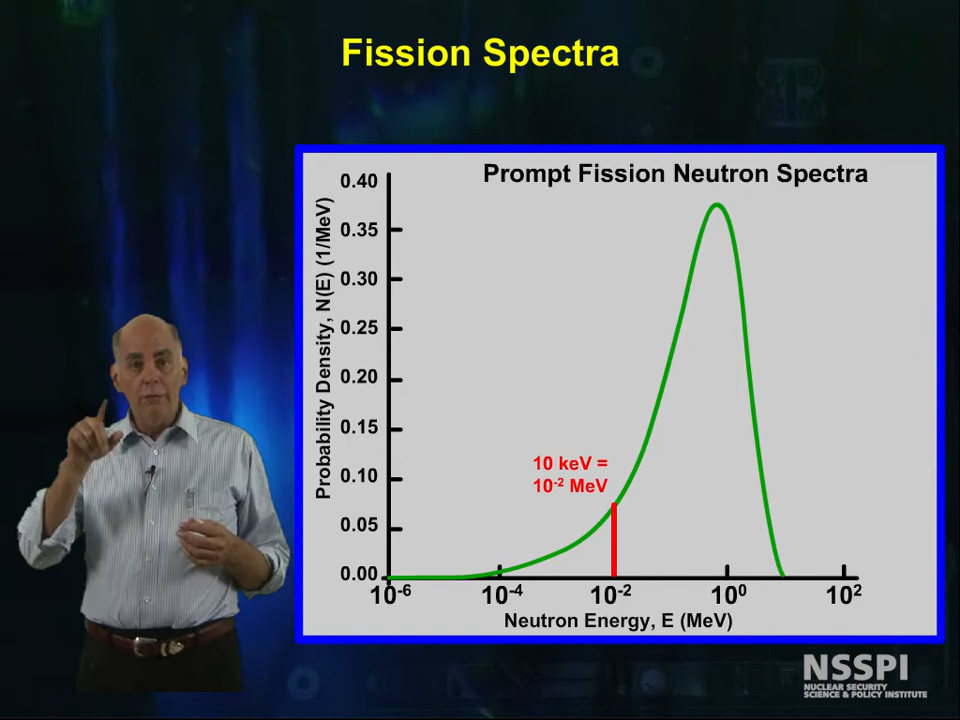 Fission Spectra
Prompt Fission Neutron Spectra
Probability Density, N(E) (1/MeV)
0.40
0.35
0.30
0.25
0.20
0.15
0.10
0.05
0.00
10 keV =
10⁻² MeV
10⁻⁶ 10⁻⁴ 10⁻² 10⁰ 10²
Neutron Energy, E (MeV)
NSSPI
NUCLEAR SECURITY
SCIENCE & POLICY INSTITUTE